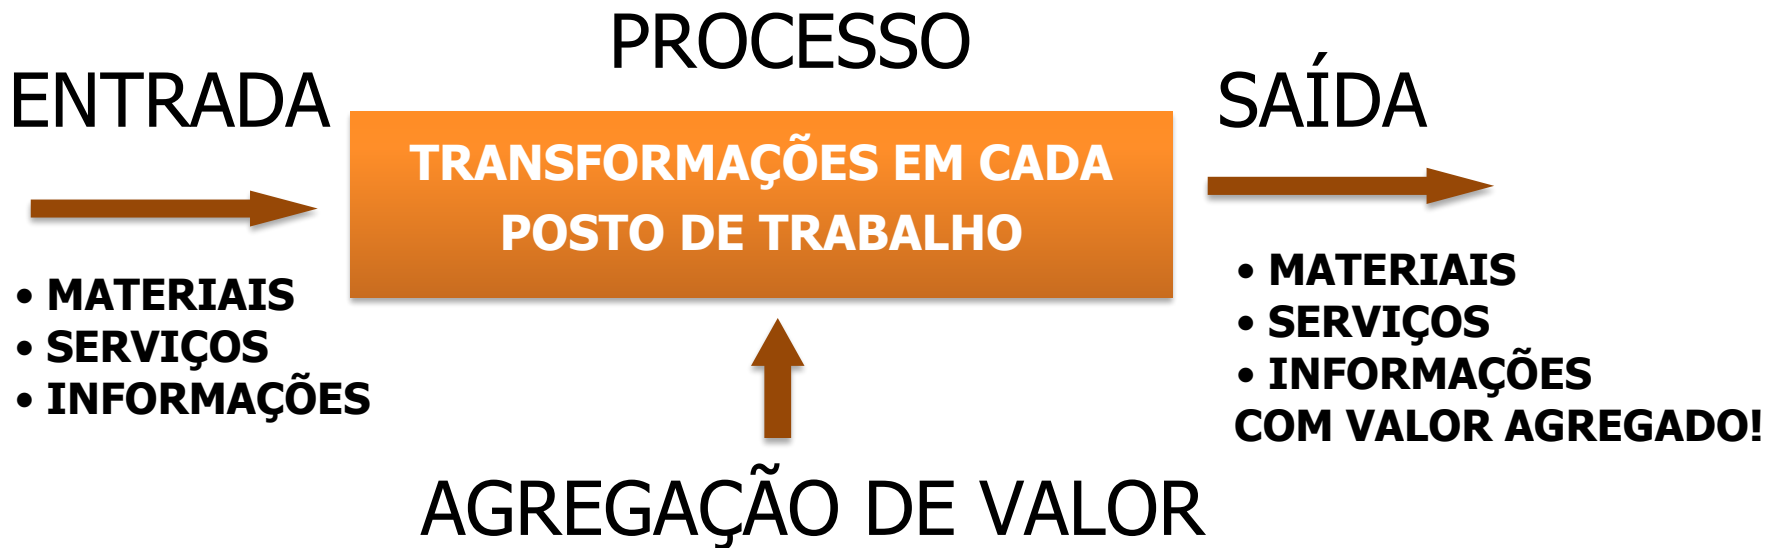 PROCESSO
ENTRADA
SAÍDA
TRANSFORMAÇÕES EM CADA
POSTO DE TRABALHO
• MATERIAIS
• SERVIÇOS
• INFORMAÇÕES
• MATERIAIS
• SERVIÇOS
• INFORMAÇÕES
COM VALOR AGREGADO!
AGREGAÇÃO DE VALOR